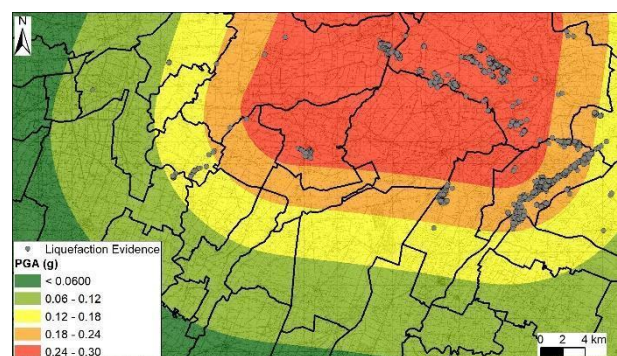 N
Liquefaction Evidence
PGA (g)
< 0.0600
0.06 - 0.12
0.12 - 0.18
0.18 - 0.24
0.24 - 0.30
0 2 4 km